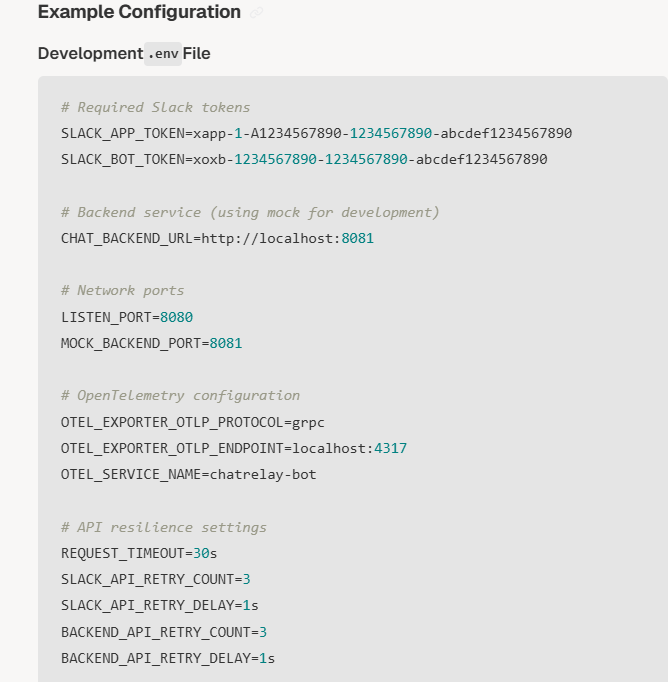 Example Configuration
Development .env File
# Required Slack tokens
SLACK_APP_TOKEN=xapp-1-A1234567890-1234567890-abcdef1234567890
SLACK_BOT_TOKEN=xoxb-1234567890-1234567890-abcdef1234567890
# Backend service (using mock for development)
CHAT_BACKEND_URL=http://localhost:8081
# Network ports
LISTEN_PORT=8080
MOCK_BACKEND_PORT=8081
# OpenTelemetry configuration
OTEL_EXPORTER_OTLP_PROTOCOL=grpc
OTEL_EXPORTER_OTLP_ENDPOINT=localhost:4317
OTEL_SERVICE_NAME=chatrelay-bot
# API resilience settings
REQUEST_TIMEOUT=30s
SLACK_API_RETRY_COUNT=3
SLACK_API_RETRY_DELAY=1s
BACKEND_API_RETRY_COUNT=3
BACKEND_API_RETRY_DELAY=1s